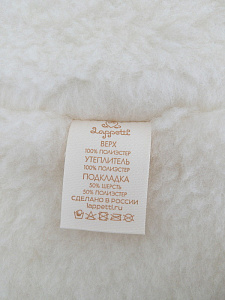 Lappetti
ВЕРХ
100% ПОЛИЭСТЕР
УТЕПЛИТЕЛЬ
100% ПОЛИЭСТЕР
ПОДКЛАДКА
50% ШЕРСТЬ
50% ПОЛИЭСТЕР
СДЕЛАНО В РОССИИ
lappetti.ru